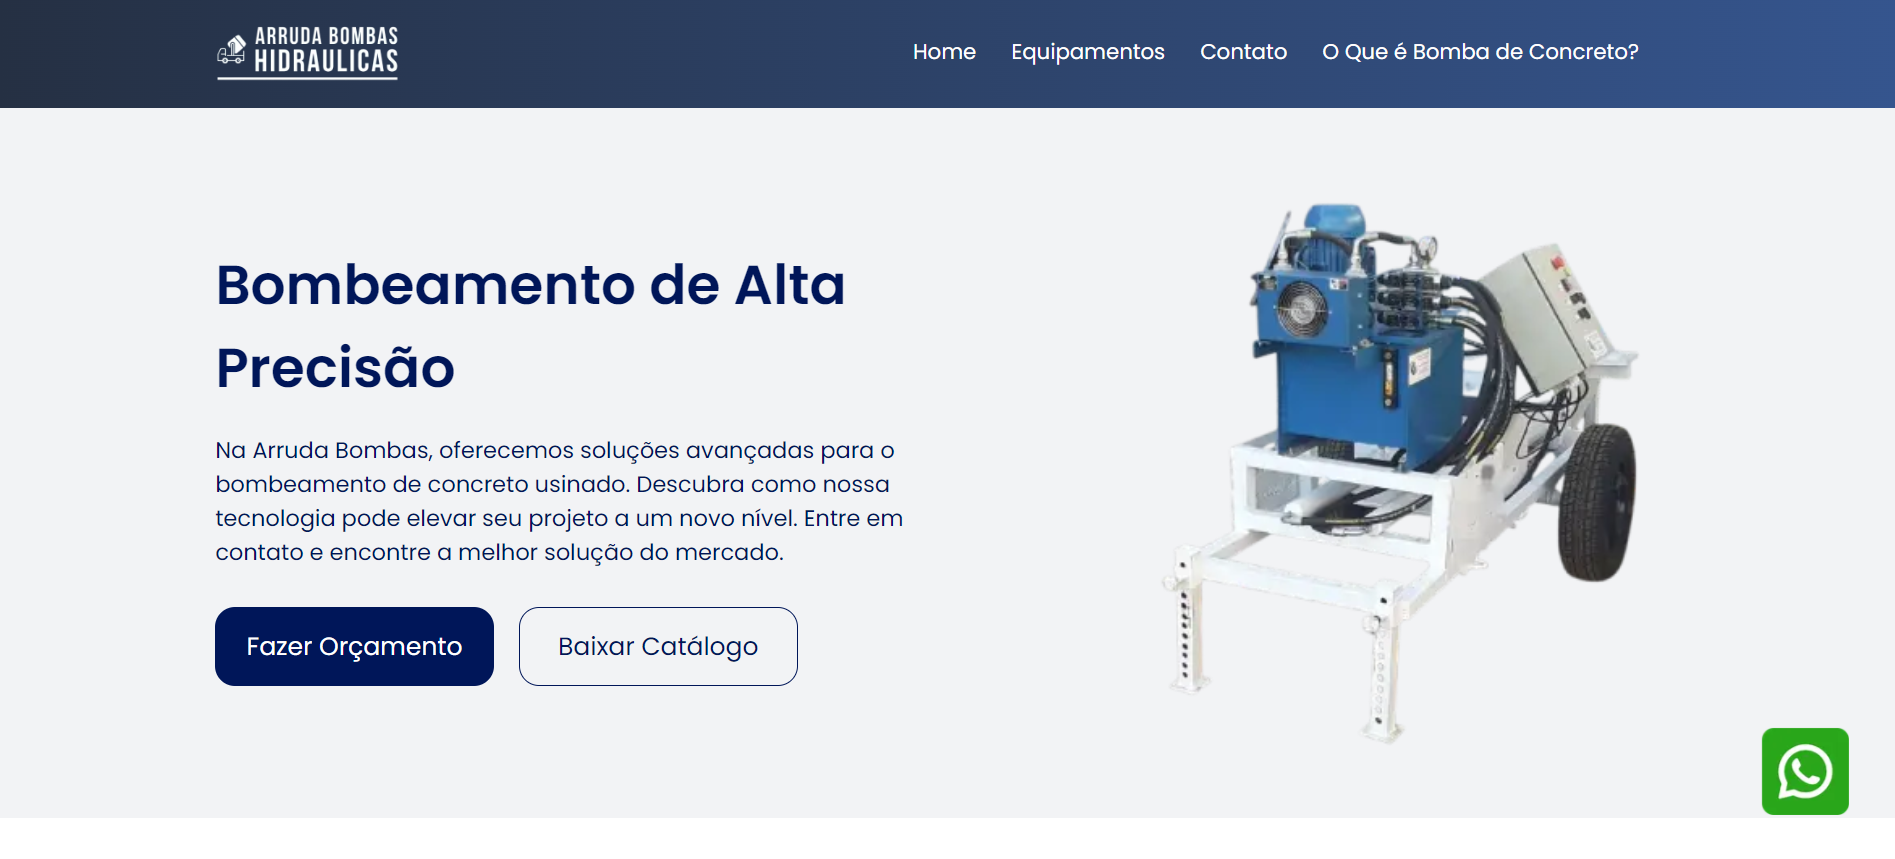 ARRUDA BOMBAS
HIDRAULICAS
Home
Equipamentos
Contato
O Que é Bomba de Concreto?
Bombeamento de Alta
Precisão
Na Arruda Bombas, oferecemos soluções avançadas para o
bombeamento de concreto usinado. Descubra como nossa
tecnologia pode elevar seu projeto a um novo nível. Entre em
contato e encontre a melhor solução do mercado.
Fazer Orçamento
Baixar Catálogo